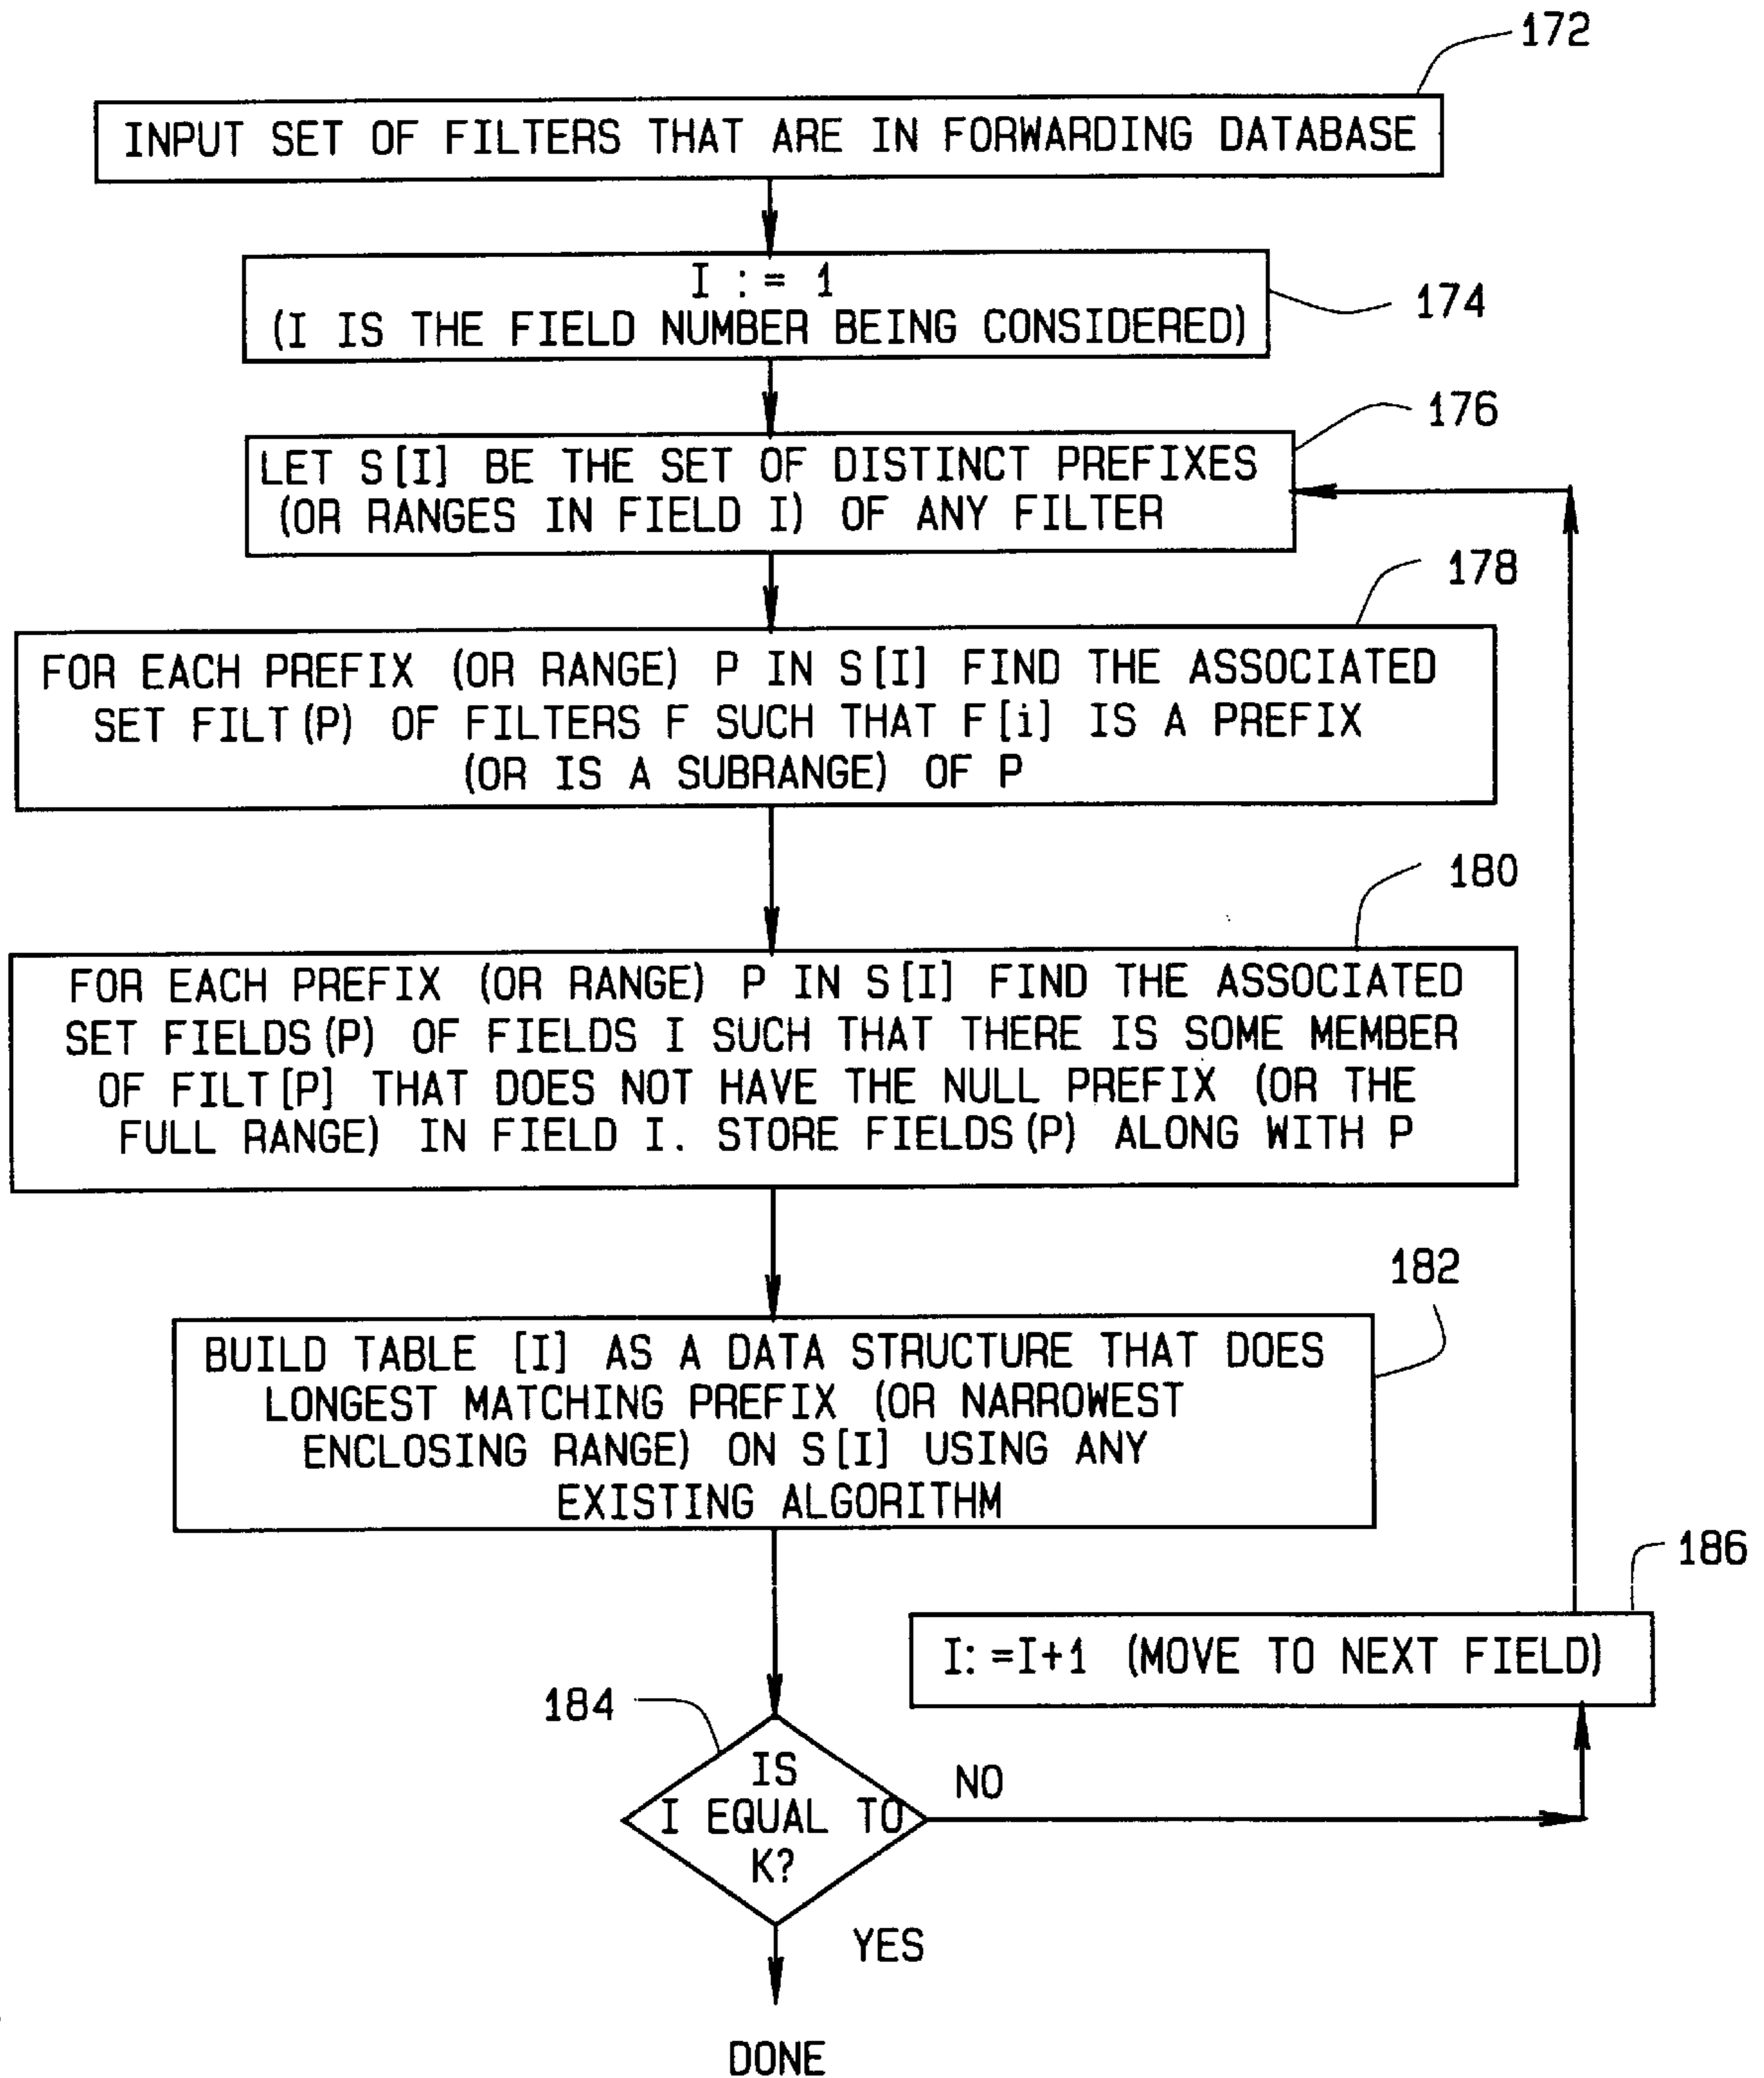 172
INPUT SET OF FILTERS THAT ARE IN FORWARDING DATABASE
I := 1
(I IS THE FIELD NUMBER BEING CONSIDERED)
174
176
LET S[I] BE THE SET OF DISTINCT PREFIXES
(OR RANGES IN FIELD I) OF ANY FILTER
178
FOR EACH PREFIX (OR RANGE) P IN S[I] FIND THE ASSOCIATED
SET FILT(P) OF FILTERS F SUCH THAT F[i] IS A PREFIX
(OR IS A SUBRANGE) OF P
180
FOR EACH PREFIX (OR RANGE) P IN S[I] FIND THE ASSOCIATED
SET FIELDS(P) OF FIELDS I SUCH THAT THERE IS SOME MEMBER
OF FILT[P] THAT DOES NOT HAVE THE NULL PREFIX (OR THE
FULL RANGE) IN FIELD I. STORE FIELDS(P) ALONG WITH P
182
BUILD TABLE [I] AS A DATA STRUCTURE THAT DOES
LONGEST MATCHING PREFIX (OR NARROWEST
ENCLOSING RANGE) ON S[I] USING ANY
EXISTING ALGORITHM
186
I:=I+1 (MOVE TO NEXT FIELD)
184
IS
I EQUAL TO
K?
NO
YES
DONE